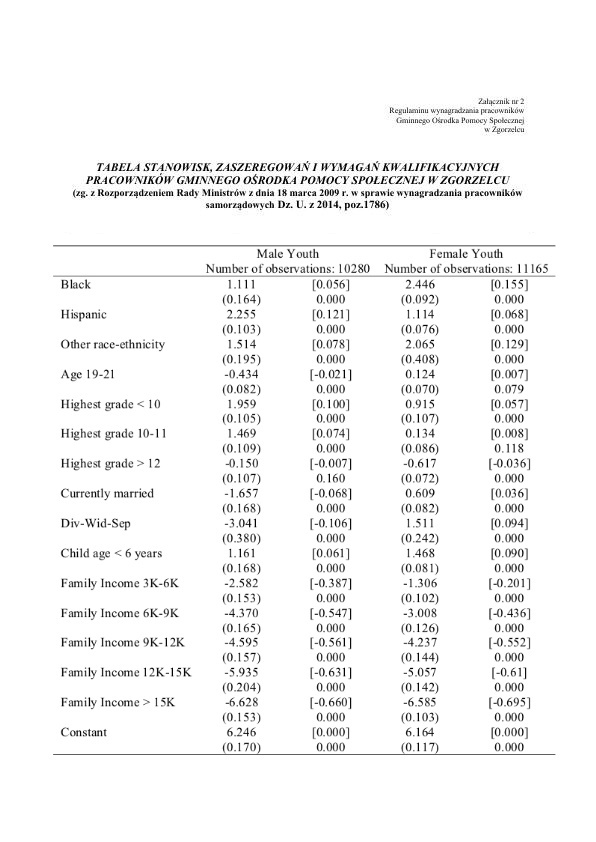 Załącznik nr 2
Regulaminu wynagradzania pracowników
Gminnego Ośrodka Pomocy Społecznej
w Zgorzelcu
TABELA STANOWISK, ZASZEREGOWAŃ I WYMAGAŃ KWALIFIKACYJNYCH
PRACOWNIKÓW GMINNEGO OŚRODKA POMOCY SPOŁECZNEJ W ZGORZELCU
(zg. z Rozporządzeniem Rady Ministrów z dnia 18 marca 2009 r. w sprawie wynagradzania pracowników
samorządowych Dz. U. z 2014, poz.1786)
Male Youth Female Youth
Number of observations: 10280 Number of observations: 11165
Black 1.111 [0.056] 2.446 [0.155]
(0.164) 0.000 (0.092) 0.000
Hispanic 2.255 [0.121] 1.114 [0.068]
(0.103) 0.000 (0.076) 0.000
Other race-ethnicity 1.514 [0.078] 2.065 [0.129]
(0.195) 0.000 (0.408) 0.000
Age 19-21 -0.434 [-0.021] 0.124 [0.007]
(0.082) 0.000 (0.070) 0.079
Highest grade < 10 1.959 [0.100] 0.915 [0.057]
(0.105) 0.000 (0.107) 0.000
Highest grade 10-11 1.469 [0.074] 0.134 [0.008]
(0.109) 0.000 (0.086) 0.118
Highest grade > 12 -0.150 [-0.007] -0.617 [-0.036]
(0.107) 0.160 (0.072) 0.000
Currently married -1.657 [-0.068] 0.609 [0.036]
(0.168) 0.000 (0.082) 0.000
Div-Wid-Sep -3.041 [-0.106] 1.511 [0.094]
(0.380) 0.000 (0.242) 0.000
Child age < 6 years 1.161 [0.061] 1.468 [0.090]
(0.168) 0.000 (0.081) 0.000
Family Income 3K-6K -2.582 [-0.387] -1.306 [-0.201]
(0.153) 0.000 (0.102) 0.000
Family Income 6K-9K -4.370 [-0.547] -3.008 [-0.436]
(0.165) 0.000 (0.126) 0.000
Family Income 9K-12K -4.595 [-0.561] -4.237 [-0.552]
(0.157) 0.000 (0.144) 0.000
Family Income 12K-15K -5.935 [-0.631] -5.057 [-0.61]
(0.204) 0.000 (0.142) 0.000
Family Income > 15K -6.628 [-0.660] -6.585 [-0.695]
(0.153) 0.000 (0.103) 0.000
Constant 6.246 [0.000] 6.164 [0.000]
(0.170) 0.000 (0.117) 0.000